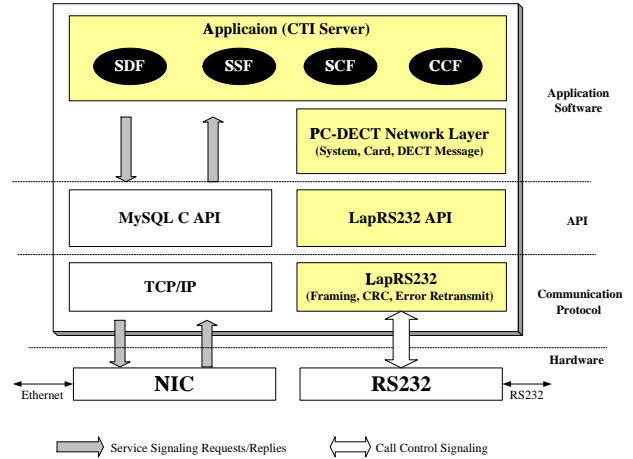 Applicaion (CTI Server)
SDF
SSF
SCF
CCF
Application
Software
PC-DECT Network Layer
(System, Card, DECT Message)
MySQL C API
LapRS232 API
API
TCP/IP
LapRS232
(Framing, CRC, Error Retransmit)
Communication
Protocol
Hardware
NIC
RS232
Ethernet
RS232
Service Signaling Requests/Replies
Call Control Signaling